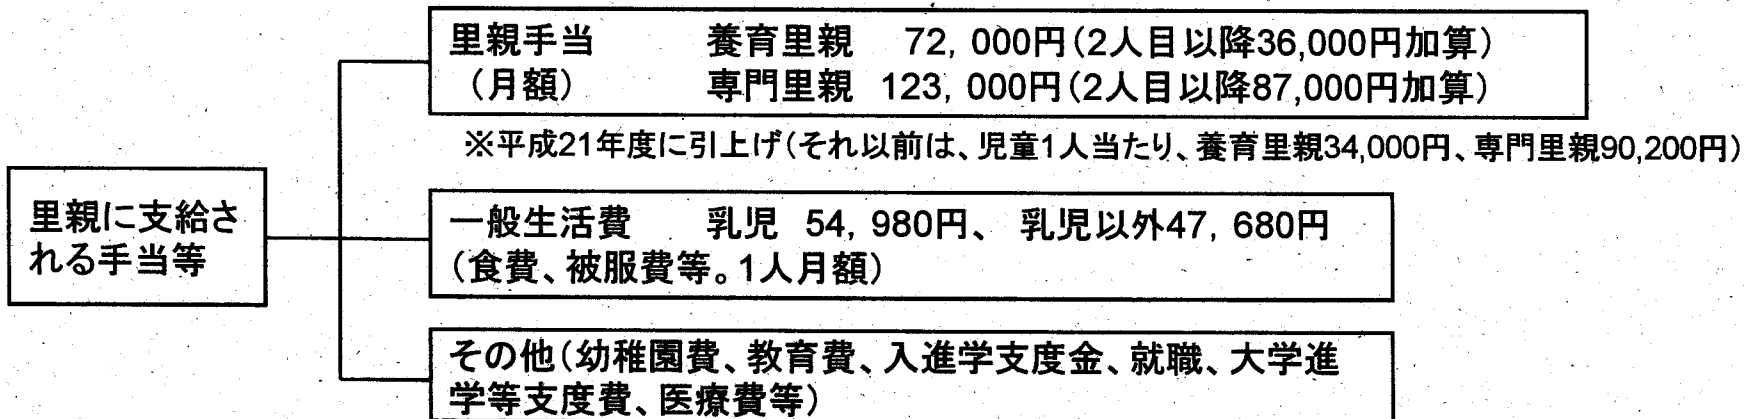 里親手当 養育里親 72,000円(2人目以降36,000円加算)
(月額) 専門里親 123,000円(2人目以降87,000円加算)
※平成21年度に引上げ(それ以前は、児童1人当たり、養育里親34,000円、専門里親90,200円)
里親に支給さ
れる手当等
一般生活費 乳児 54,980円、 乳児以外47,680円
(食費、被服費等。1人月額)
その他(幼稚園費、教育費、入進学支度金、就職、大学進
学等支度費、医療費等)